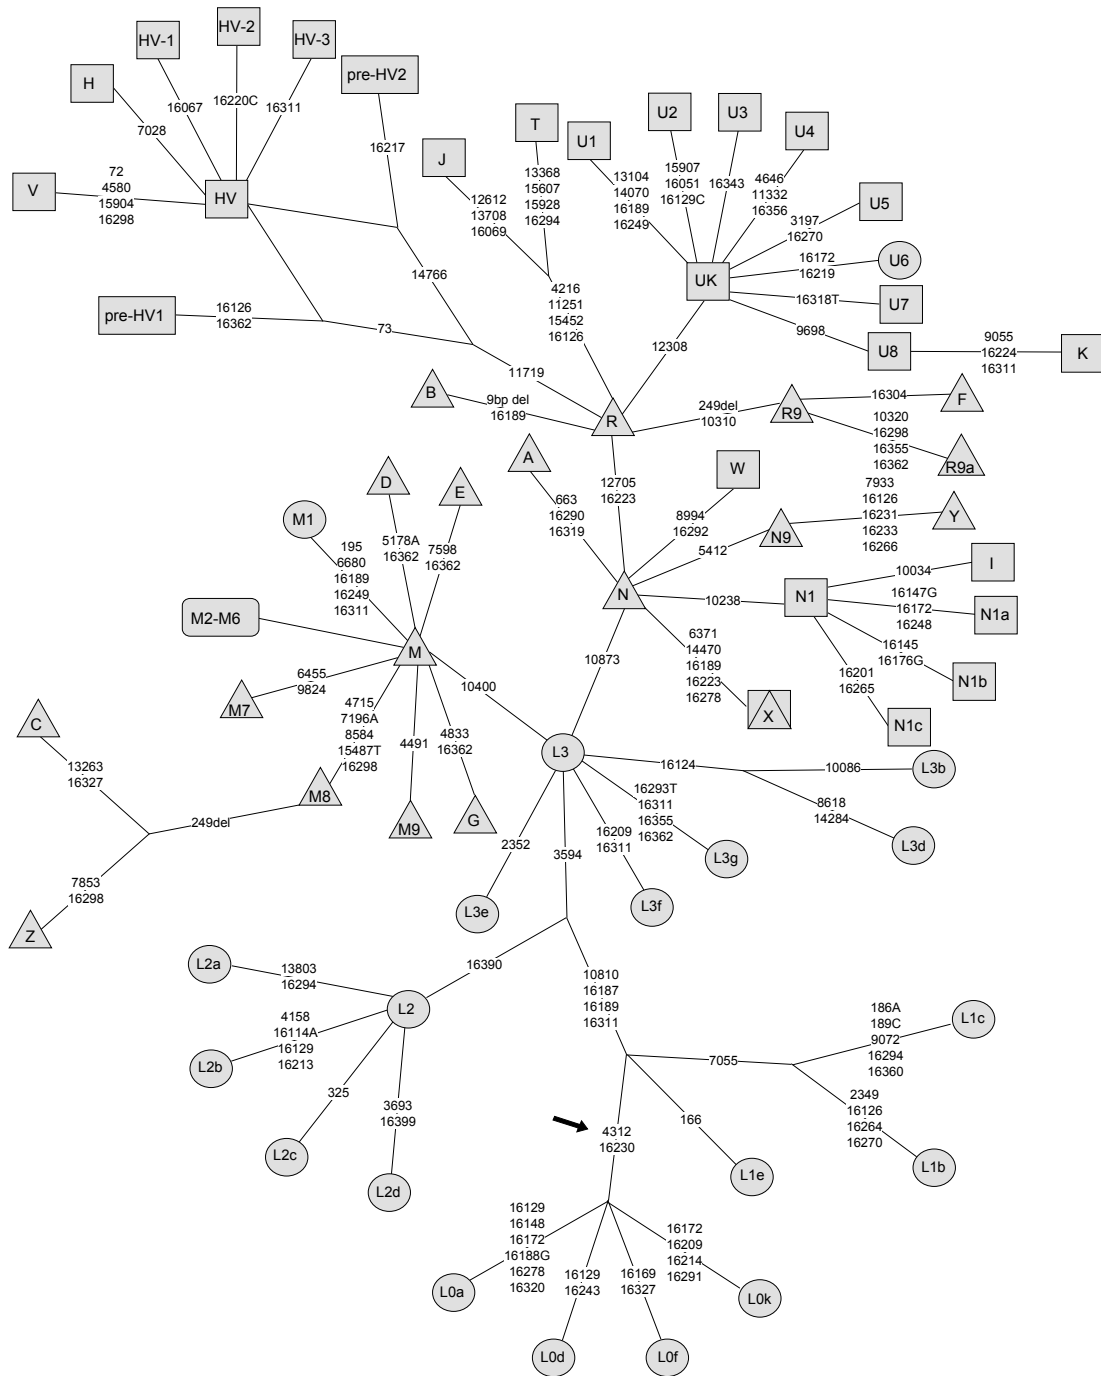 HV-1
HV-2
HV-3
H
pre-HV2
16067
16220C
16311
7028
V
72
4580
15904
16298
HV
16217
J
T
12612
13708
16069
13368
15607
15928
16294
4216
11251
15452
16126
14766
pre-HV1
16126
16362
73
11719
U1
U2
U3
U4
U5
U6
U7
U8
K
UK
13104
14070
16189
16249
15907
16051
16129C
16343
4646
11332
16356
3197
16270
16172
16219
16318T
9698
9055
16224
16311
12308
B
9bp del
16189
R
249del
10310
R9
16304
F
10320
16298
16355
16362
R9a
A
663
16290
16319
12705
16223
W
8994
16292
5412
N9
7933
16126
16231
16233
16266
Y
N
10238
N1
10034
I
16147G
16172
16248
N1a
16145
16176G
N1b
16201
16265
N1c
6371
14470
16189
16223
16278
X
10873
D
E
M1
5178A
16362
7598
16362
195
6680
16189
16249
16311
M2-M6
M
6455
9824
M7
4715
7196A
8584
15487T
16298
M8
4491
M9
4833
16362
G
10400
C
13263
16327
249del
7853
16298
Z
L3
16124
10086
L3b
8618
14284
L3d
16293T
16311
16355
16362
L3g
16209
16311
L3f
2352
L3e
3594
16390
L2a
13803
16294
L2
4158
16114A
16129
16213
L2b
325
L2c
3693
16399
L2d
10810
16187
16189
16311
7055
186A
189C
9072
16294
16360
L1c
2349
16126
16264
16270
L1b
166
L1e
4312
16230
16129
16148
16172
16188G
16278
16320
L0a
16129
16243
L0d
16169
16327
L0f
16172
16209
16214
16291
L0k